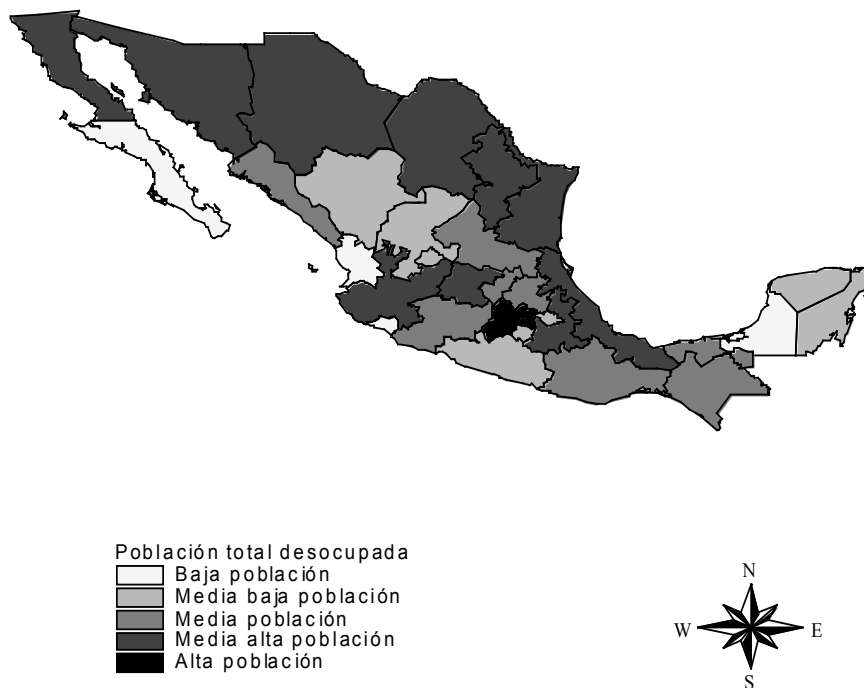 Población total desocupada
Baja población
Media baja población
Media población
Media alta población
Alta población
N
W E
S